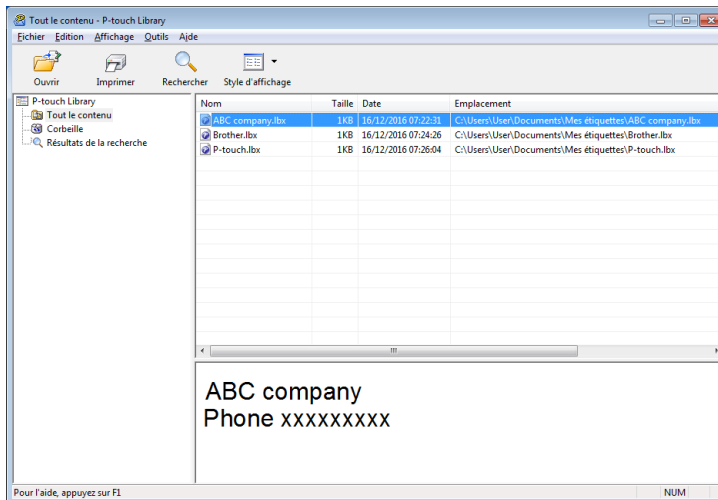 Tout le contenu - P-touch Library
Fichier Edition Affichage Outils Aide
Ouvrir Imprimer Rechercher Style d'affichage
P-touch Library
Tout le contenu
Corbeille
Résultats de la recherche
Nom Taille Date Emplacement
ABC company.lbx 1KB 16/12/2016 07:22:31 C:\Users\User\Documents\Mes étiquettes\ABC company.lbx
Brother.lbx 1KB 16/12/2016 07:24:26 C:\Users\User\Documents\Mes étiquettes\Brother.lbx
P-touch.lbx 1KB 16/12/2016 07:26:04 C:\Users\User\Documents\Mes étiquettes\P-touch.lbx
ABC company
Phone xxxxxxxxx
Pour l'aide, appuyez sur F1 NUM